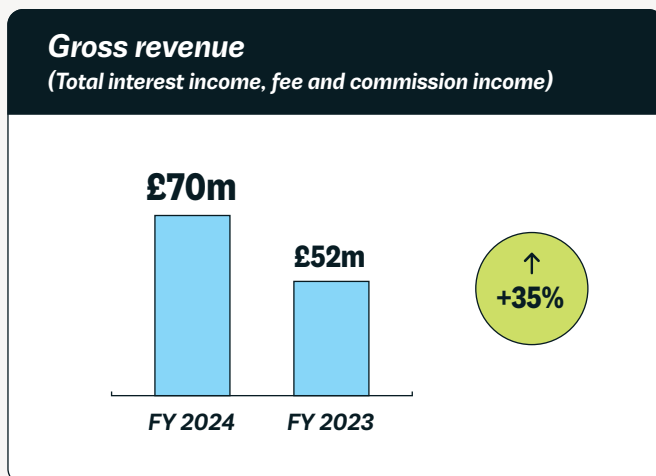 Gross revenue
(Total interest income, fee and commission income)
£70m
£52m
↑
+35%
FY 2024
FY 2023